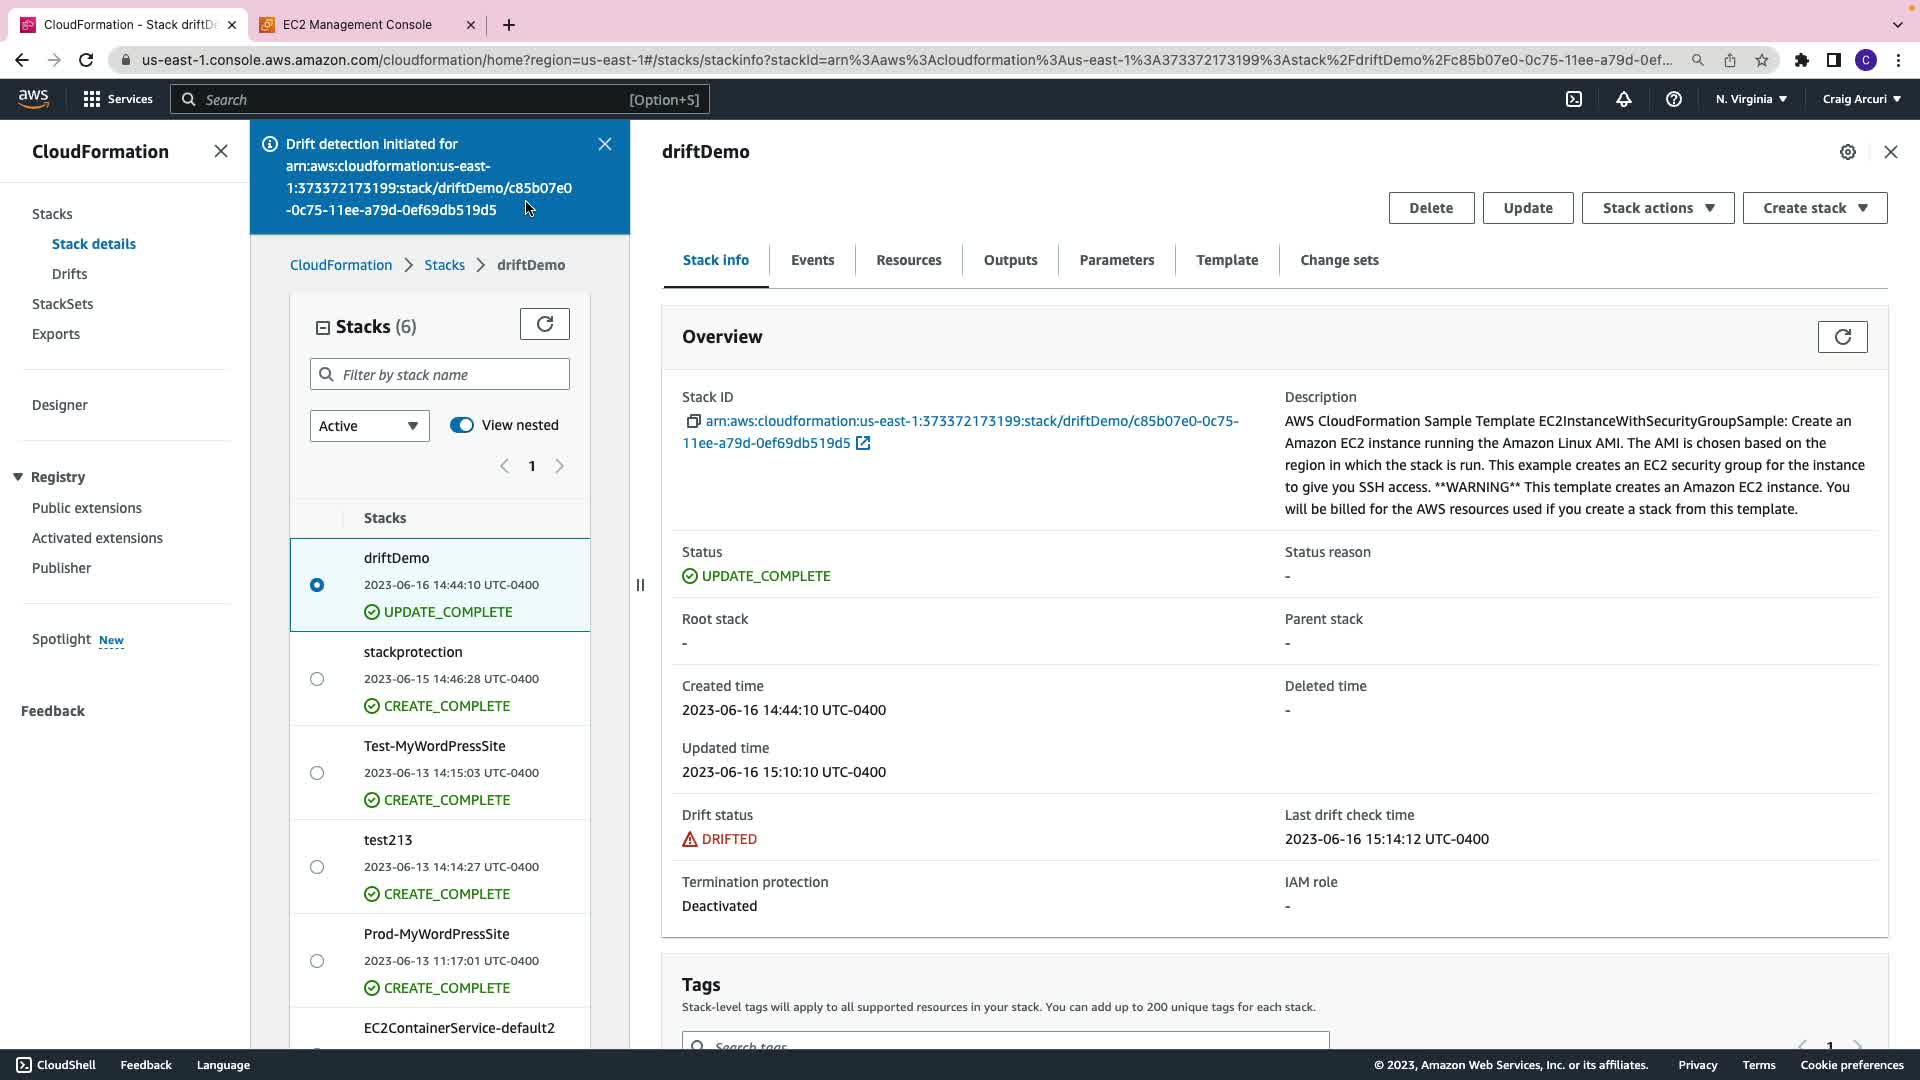 CloudFormation - Stack driftDe
EC2 Management Console
us-east-1.console.aws.amazon.com/cloudformation/home?region=us-east-1#/stacks/stackinfo?stackId=arn%3Aaws%3Acloudformation%3Aus-east-1%3A373372173199%3Astack%2FdriftDemo%2Fc85b07e0-0c75-11ee-a79d-0ef...
C
aws
Services
Search
[Option+S]
N. Virginia
Craig Arcuri
CloudFormation
Stacks
Stack details
Drifts
StackSets
Exports
Designer
Registry
Public extensions
Activated extensions
Publisher
Spotlight New
Feedback
Drift detection initiated for
arn:aws:cloudformation:us-east-
1:373372173199:stack/driftDemo/c85b07e0
-0c75-11ee-a79d-0ef69db519d5
CloudFormation
Stacks
driftDemo
Stacks (6)
Filter by stack name
Active
View nested
1
Stacks
driftDemo
2023-06-16 14:44:10 UTC-0400
UPDATE_COMPLETE
stackprotection
2023-06-15 14:46:28 UTC-0400
CREATE_COMPLETE
Test-MyWordPressSite
2023-06-13 14:15:03 UTC-0400
CREATE_COMPLETE
test213
2023-06-13 14:14:27 UTC-0400
CREATE_COMPLETE
Prod-MyWordPressSite
2023-06-13 11:17:01 UTC-0400
CREATE_COMPLETE
EC2ContainerService-default2
driftDemo
Delete
Update
Stack actions
Create stack
Stack info
Events
Resources
Outputs
Parameters
Template
Change sets
Overview
Stack ID
arn:aws:cloudformation:us-east-1:373372173199:stack/driftDemo/c85b07e0-0c75-
11ee-a79d-0ef69db519d5
Description
AWS CloudFormation Sample Template EC2InstanceWithSecurityGroupSample: Create an
Amazon EC2 instance running the Amazon Linux AMI. The AMI is chosen based on the
region in which the stack is run. This example creates an EC2 security group for the instance
to give you SSH access. **WARNING** This template creates an Amazon EC2 instance. You
will be billed for the AWS resources used if you create a stack from this template.
Status
UPDATE_COMPLETE
Status reason
-
Root stack
-
Parent stack
-
Created time
2023-06-16 14:44:10 UTC-0400
Deleted time
-
Updated time
2023-06-16 15:10:10 UTC-0400
Drift status
DRIFTED
Last drift check time
2023-06-16 15:14:12 UTC-0400
Termination protection
Deactivated
IAM role
-
Tags
Stack-level tags will apply to all supported resources in your stack. You can add up to 200 unique tags for each stack.
Search tags
1
CloudShell
Feedback
Language
© 2023, Amazon Web Services, Inc. or its affiliates.
Privacy
Terms
Cookie preferences